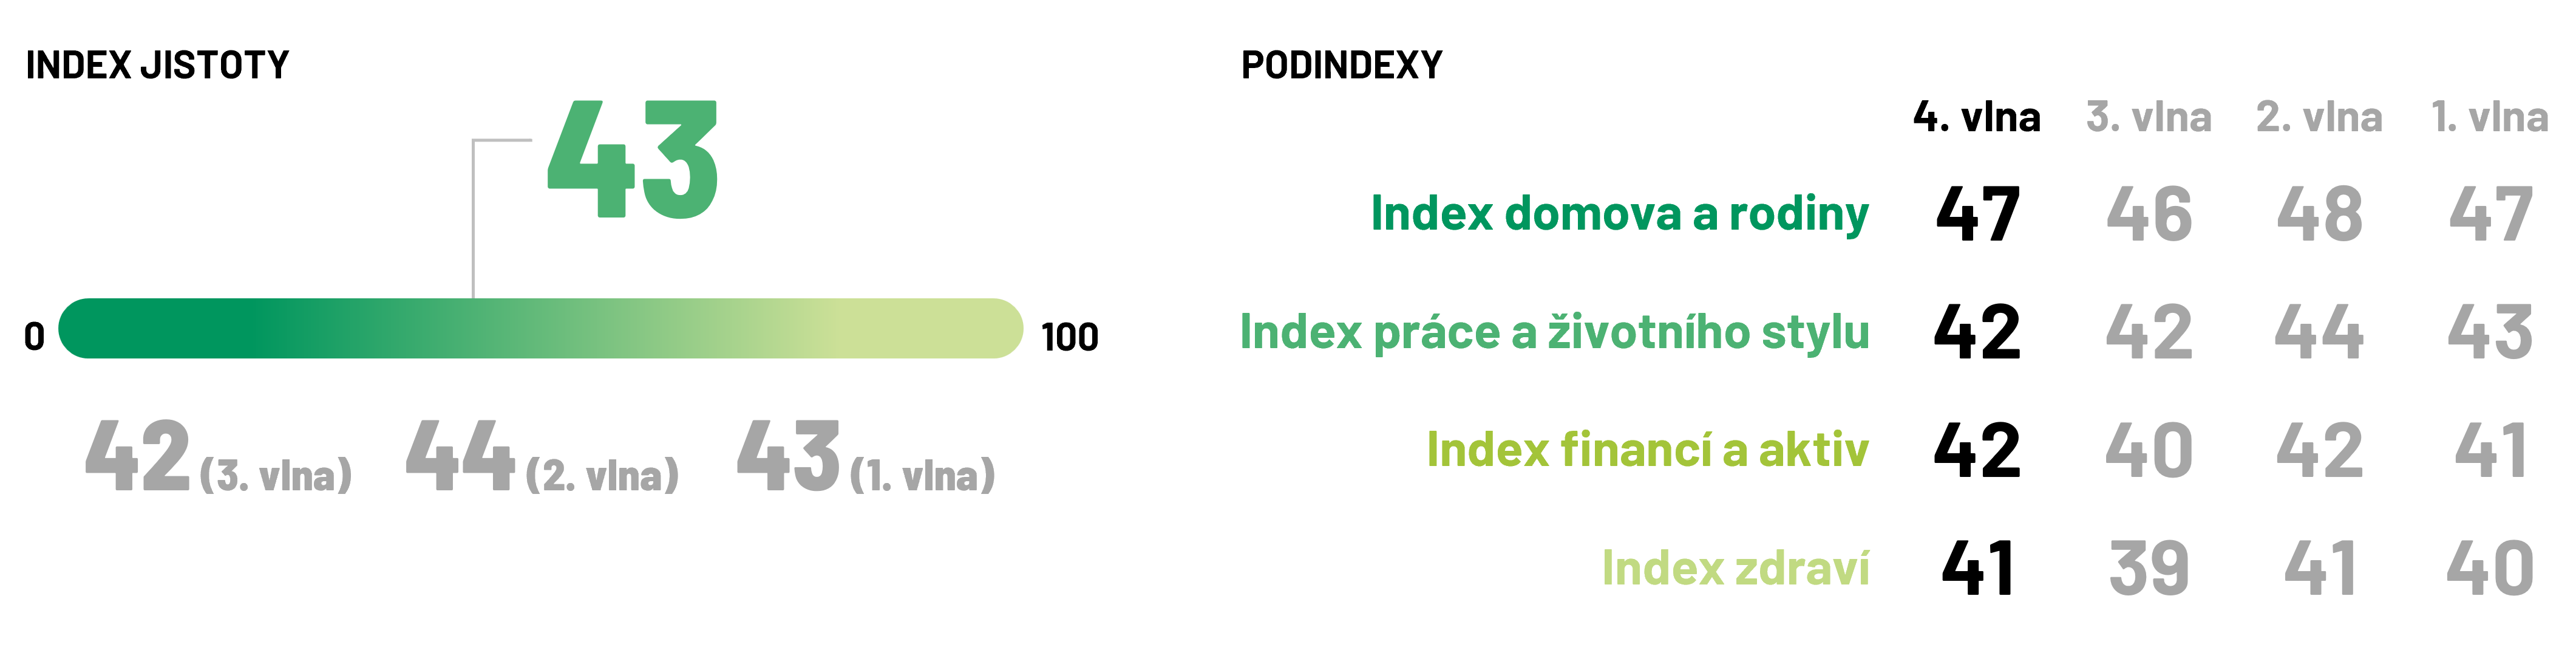 INDEX JISTOTY
43
0
100
42 (3. vlna) 44 (2. vlna) 43 (1. vlna)
PODINDEXY
4. vlna 3. vlna 2. vlna 1. vlna
Index domova a rodiny 47 46 48 47
Index práce a životního stylu 42 42 44 43
Index financí a aktiv 42 40 42 41
Index zdraví 41 39 41 40